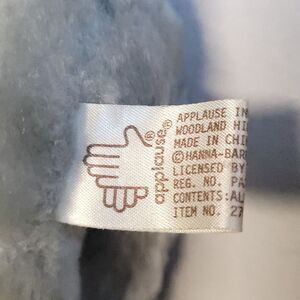 applause®
®
APPLAUSE IN
WOODLAND HI
MADE IN CHI
©HANNA-BAR
LICENSED BY
REG. NO. PA
CONTENTS:AL
ITEM NO. 27